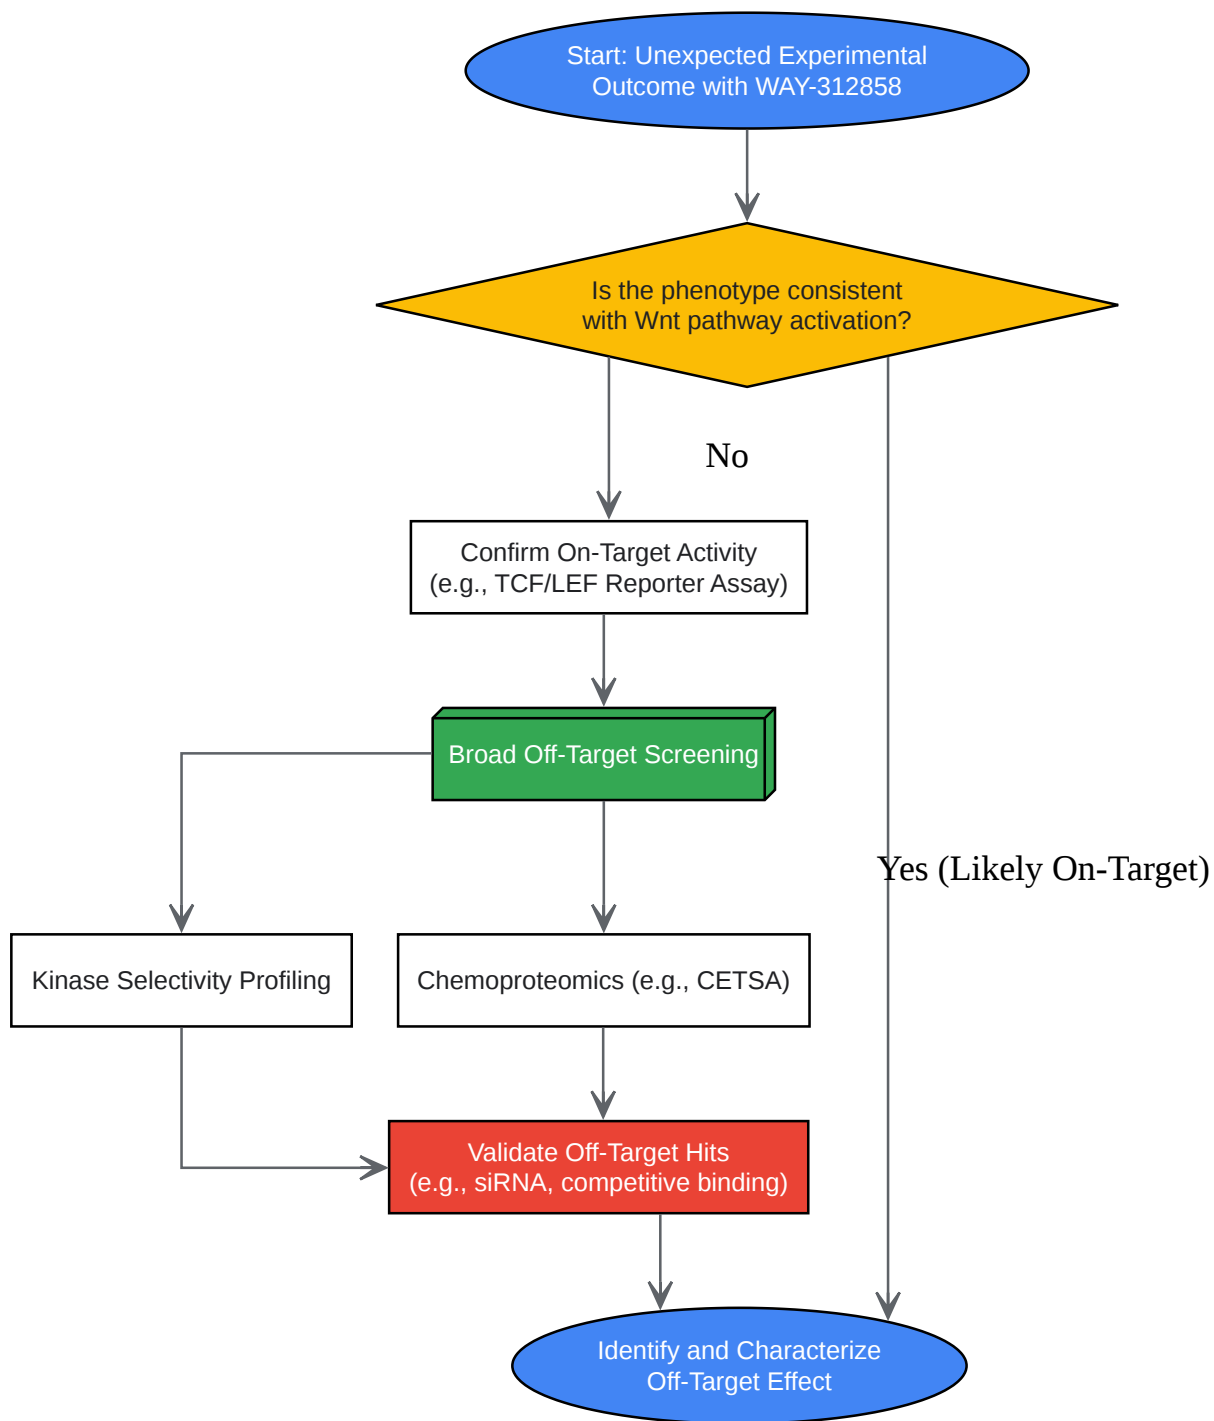 Start: Unexpected Experimental
Outcome with WAY-312858
Is the phenotype consistent
with Wnt pathway activation?
No
Confirm On-Target Activity
(e.g., TCF/LEF Reporter Assay)
Broad Off-Target Screening
Yes (Likely On-Target)
Kinase Selectivity Profiling
Chemoproteomics (e.g., CETSA)
Validate Off-Target Hits
(e.g., siRNA, competitive binding)
Identify and Characterize
Off-Target Effect